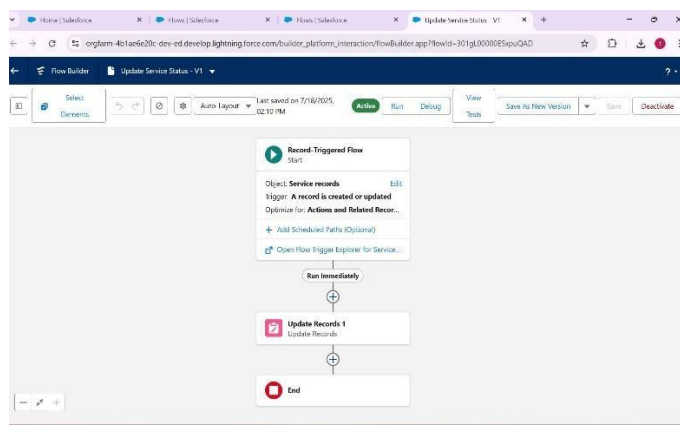 Home | Salesforce
Flows | Salesforce
Flows | Salesforce
Update Service Status - V1
orgfarm-4b1ae6e20c-dev-ed.develop.lightning.force.com/builder_platform_interaction/flowBuilder.app?flowId=301gL00000ESxpuQAD
Flow Builder
Update Service Status - V1
?
Select Elements
Auto Layout
Last saved on 7/18/2025, 02:10 PM
Active
Run
Debug
View Tests
Save As New Version
Save
Deactivate
Record-Triggered Flow
Start
Object: Service records
Edit
Trigger: A record is created or updated
Optimize for: Actions and Related Recor...
+ Add Scheduled Paths (Optional)
Open Flow Trigger Explorer for Service...
Run Immediately
Update Records 1
Update Records
End